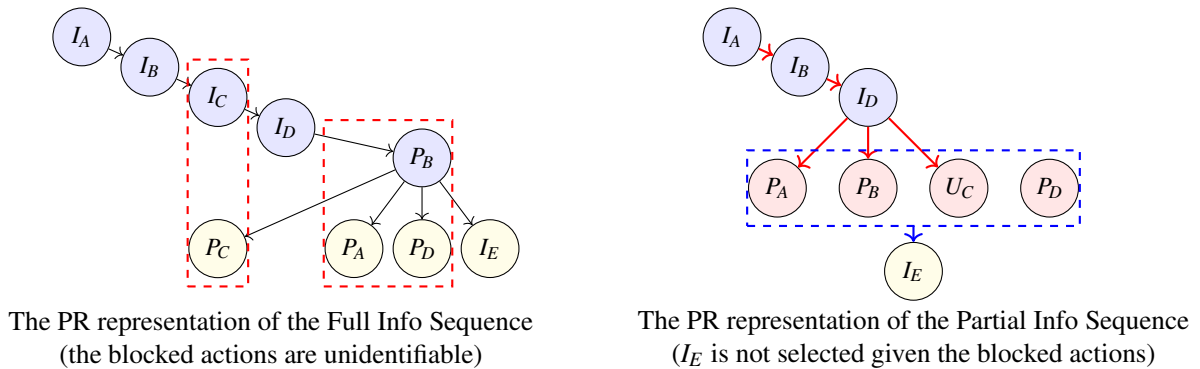 I_A
I_B
I_C
I_D
P_B
P_C
P_A
P_D
I_E
The PR representation of the Full Info Sequence
(the blocked actions are unidentifiable)
I_A
I_B
I_D
P_A
P_B
U_C
P_D
I_E
The PR representation of the Partial Info Sequence
(I_E is not selected given the blocked actions)